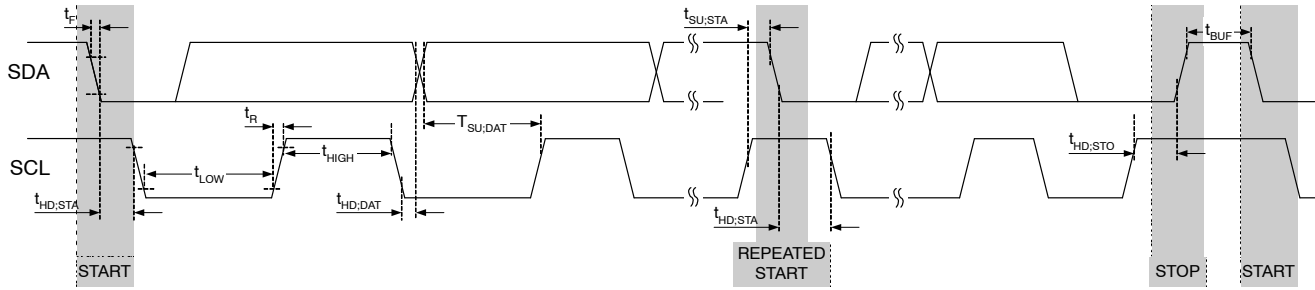 tF
tSU;STA
tBUF
SDA
tR
TSU;DAT
SCL
tHIGH
tLOW
tHD;STO
tHD;STA
tHD;DAT
tHD;STA
START
REPEATED
START
STOP
START